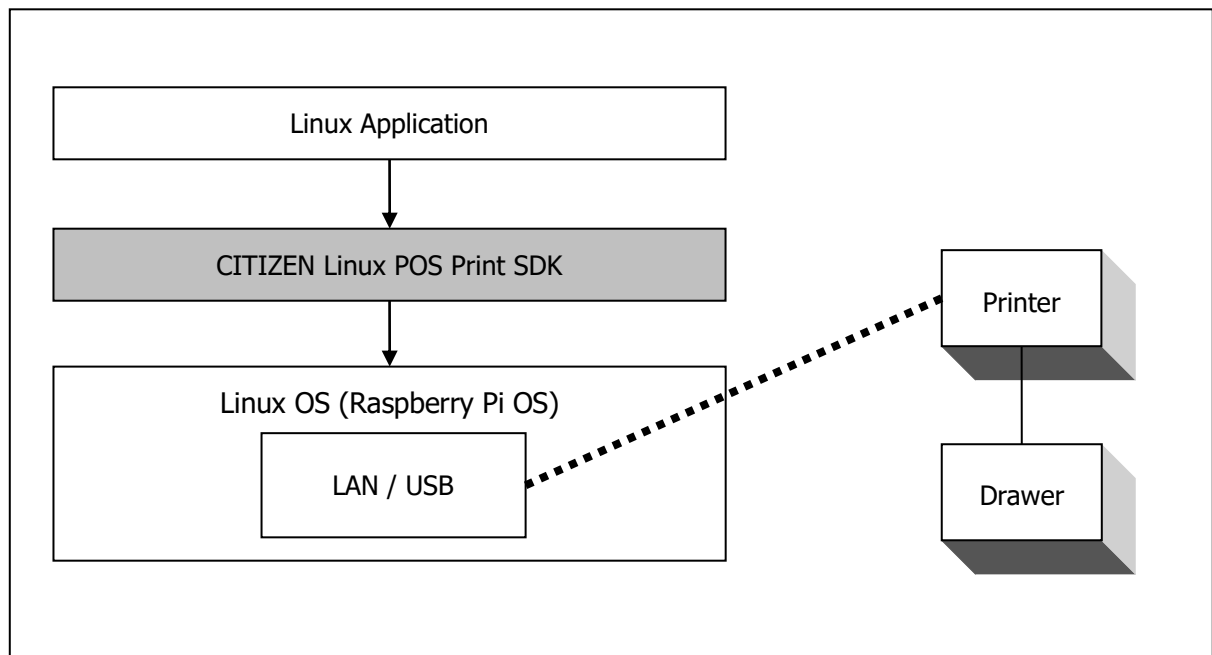 Linux Application
CITIZEN Linux POS Print SDK
Linux OS (Raspberry Pi OS)
LAN / USB
Printer
Drawer